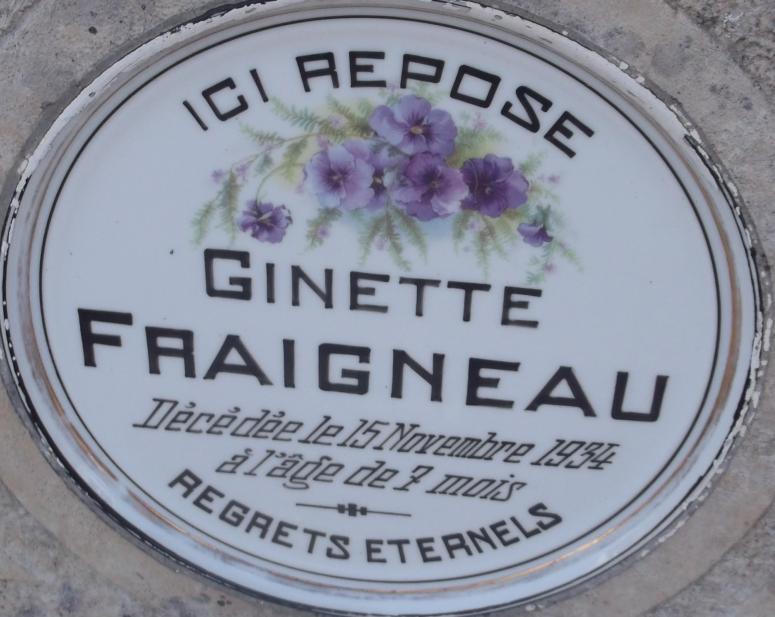 ICI REPOSE
GINETTE
FRAIGNEAU
Décédée le 15 Novembre 1934
à l'âge de 7 mois
REGRETS ETERNELS